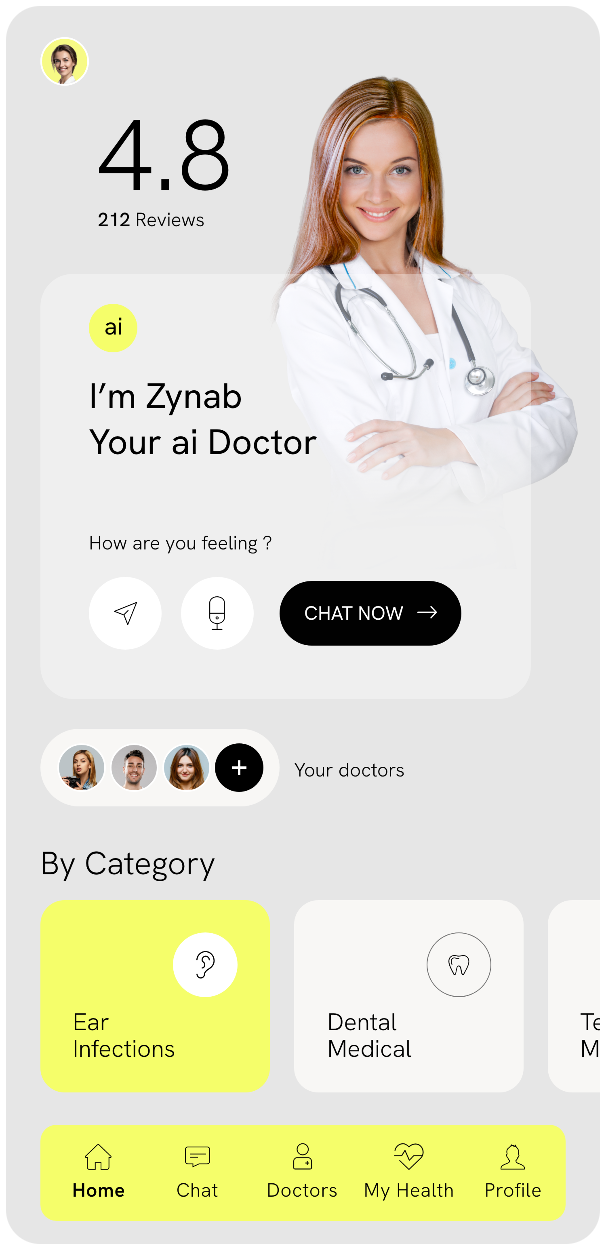 4.8
212 Reviews
ai
I’m Zynab
Your ai Doctor
How are you feeling ?
CHAT NOW
Your doctors
By Category
Ear
Infections
Dental
Medical
Home
Chat
Doctors
My Health
Profile